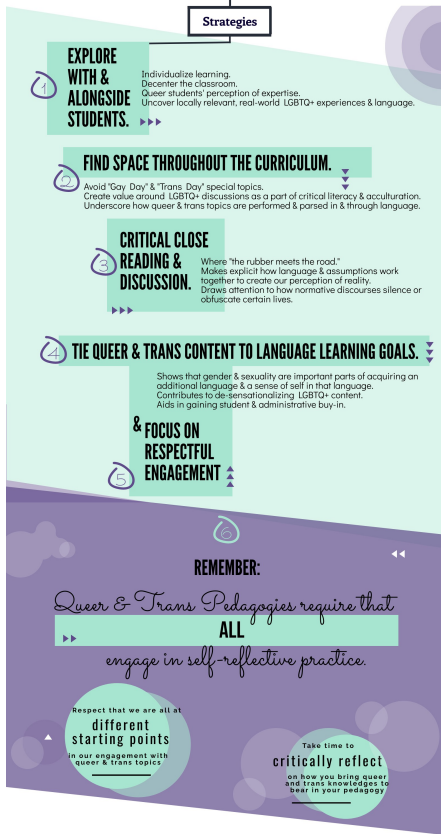 Strategies
1
EXPLORE
WITH &
ALONGSIDE
STUDENTS.
Individualize learning.
Decenter the classroom.
Queer students' perception of expertise.
Uncover locally relevant, real-world LGBTQ+ experiences & language.
2
FIND SPACE THROUGHOUT THE CURRICULUM.
Avoid "Gay Day" & "Trans Day" special topics.
Create value around LGBTQ+ discussions as a part of critical literacy & acculturation.
Underscore how queer & trans topics are performed & parsed in & through language.
3
CRITICAL CLOSE
READING &
DISCUSSION.
Where "the rubber meets the road."
Makes explicit how language & assumptions work
together to create our perception of reality.
Draws attention to how normative discourses silence or
obfuscate certain lives.
4
TIE QUEER & TRANS CONTENT TO LANGUAGE LEARNING GOALS.
Shows that gender & sexuality are important parts of acquiring an
additional language & a sense of self in that language.
Contributes to de-sensationalizing LGBTQ+ content.
Aids in gaining student & administrative buy-in.
5
& FOCUS ON
RESPECTFUL
ENGAGEMENT
6
REMEMBER:
Queer & Trans Pedagogies require that
ALL
engage in self-reflective practice.
Respect that we are all at
different
starting points
in our engagement with
queer & trans topics
Take time to
critically reflect
on how you bring queer
and trans knowledges to
bear in your pedagogy